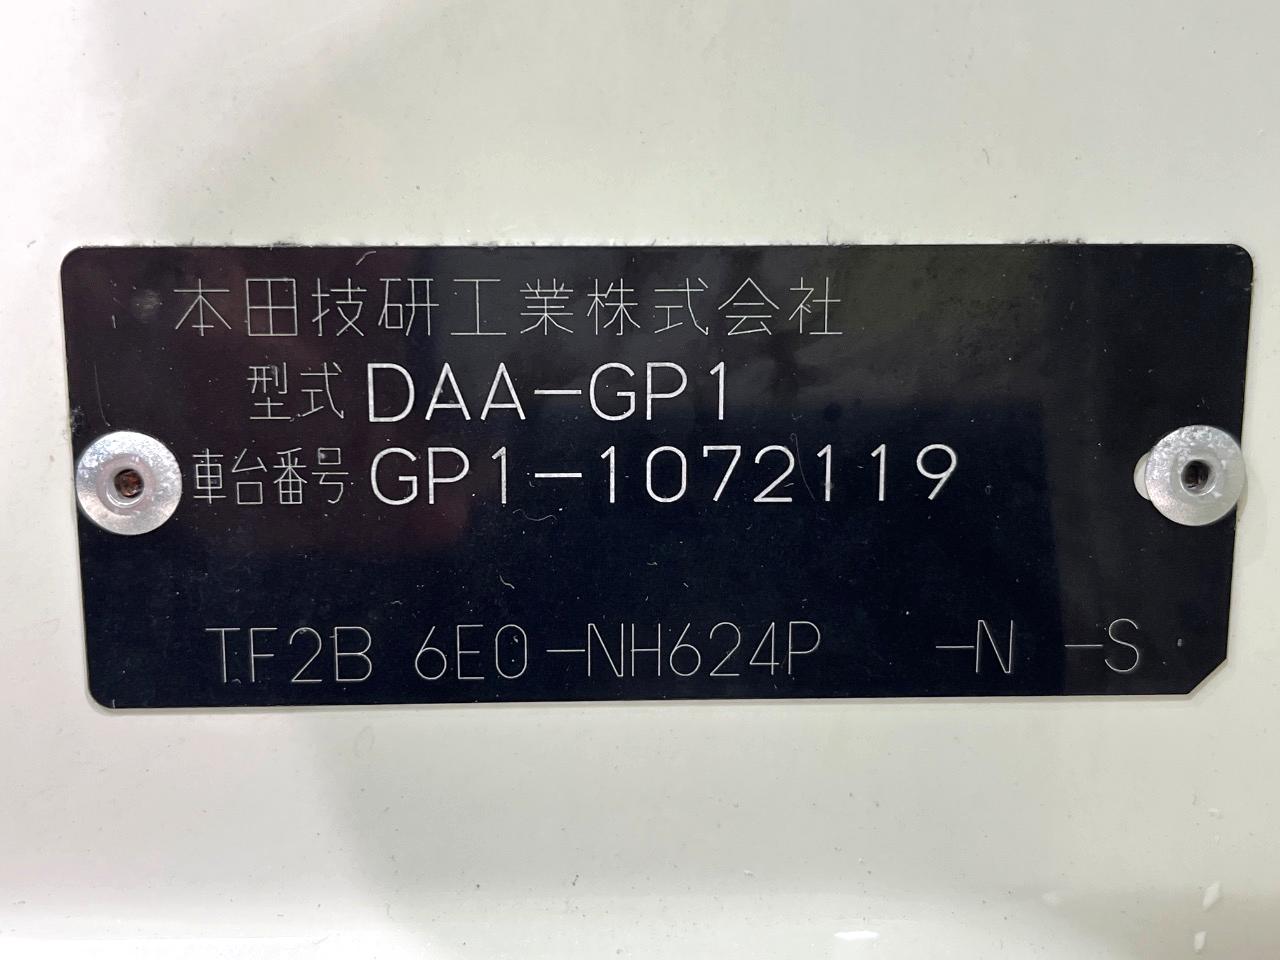 本田技研工業株式会社
型式 DAA-GP1
車台番号 GP1-1072119
TF2B 6E0-NH624P -N -S